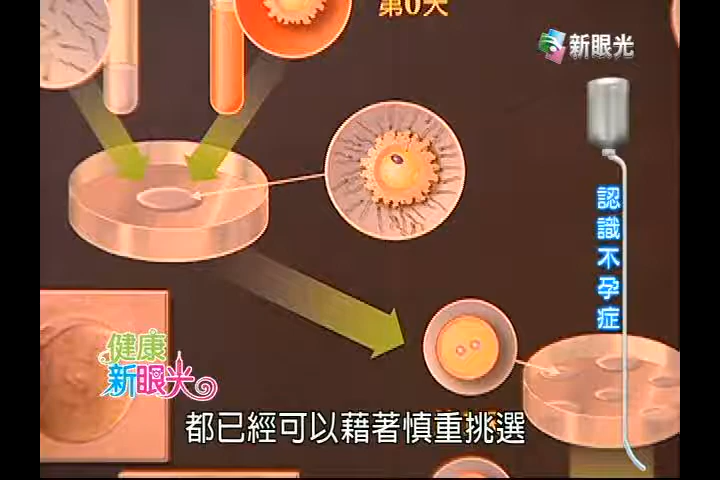 第0天
新眼光
認識不孕症
健康
新眼光
都已經可以藉著慎重挑選